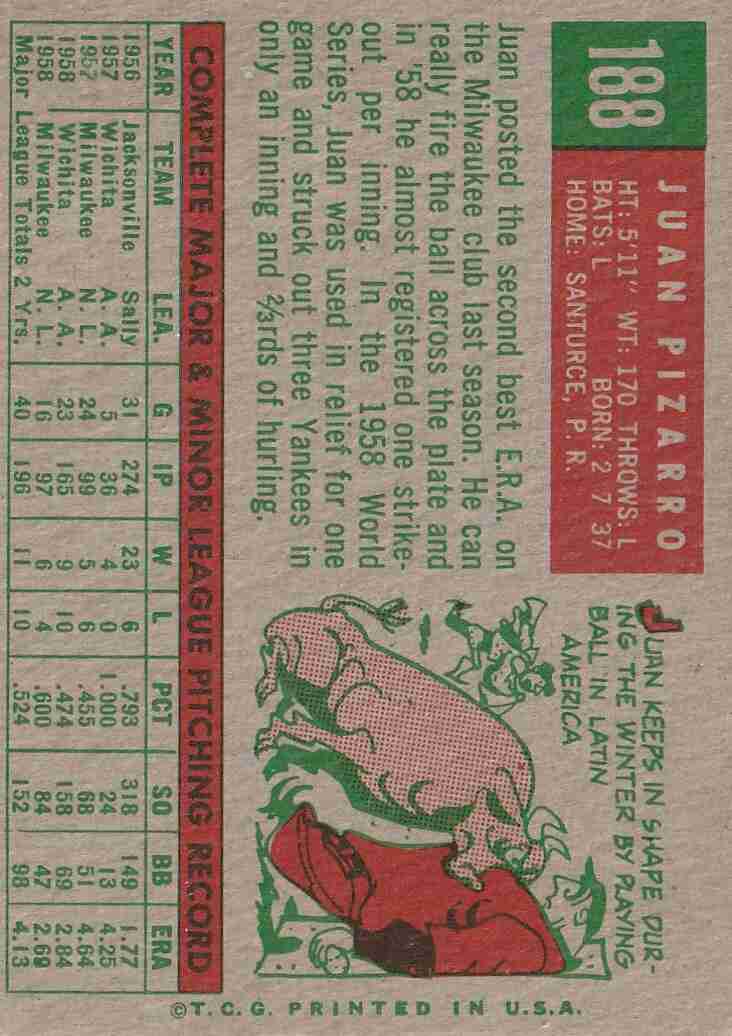 188
JUAN PIZARRO
HT: 5'11" WT: 170 THROWS: L
BATS: L BORN: 2 7 37
HOME: SANTURCE, P. R.
Juan posted the second best E.R.A. on
the Milwaukee club last season. He can
really fire the ball across the plate and
in '58 he almost registered one strike-
out per inning. In the 1958 World
Series, Juan was used in relief for one
game and struck out three Yankees in
only an inning and ⅔rds of hurling.
JUAN KEEPS IN SHAPE DUR-
ING THE WINTER BY PLAYING
BALL IN LATIN
AMERICA
COMPLETE MAJOR & MINOR LEAGUE PITCHING RECORD
YEAR TEAM LEA. G IP W L PCT SO BB ERA
1956 Jacksonville Sally 31 274 23 6 .793 318 149 1.77
1957 Wichita A. A. 5 36 4 0 1.000 24 13 4.25
1957 Milwaukee N. L. 24 99 5 6 .455 68 51 4.64
1958 Wichita A. A. 23 165 9 10 .474 158 69 2.84
1958 Milwaukee N. L. 16 97 6 4 .600 84 47 2.69
Major League Totals 2 Yrs. 40 196 11 10 .524 152 98 4.13
©T. C. G. PRINTED IN U.S.A.